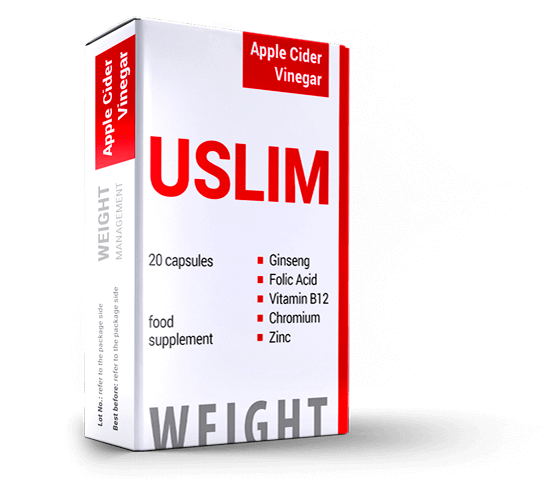 Apple Cider
Vinegar
USLIM
20 capsules
food
supplement
Ginseng
Folic Acid
Vitamin B12
Chromium
Zinc
WEIGHT
Apple Cider
Vinegar
WEIGHT
MANAGEMENT
Lot No.: refer to the package side
Best before: refer to the package side